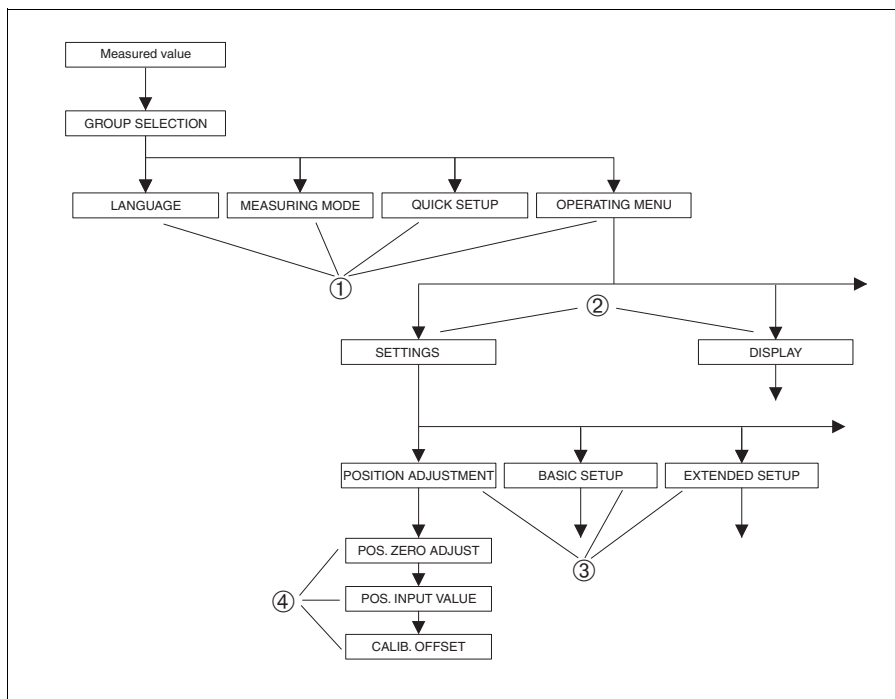 Measured value
GROUP SELECTION
LANGUAGE
MEASURING MODE
QUICK SETUP
OPERATING MENU
①
②
SETTINGS
DISPLAY
POSITION ADJUSTMENT
BASIC SETUP
EXTENDED SETUP
POS. ZERO ADJUST
③
④
POS. INPUT VALUE
CALIB. OFFSET